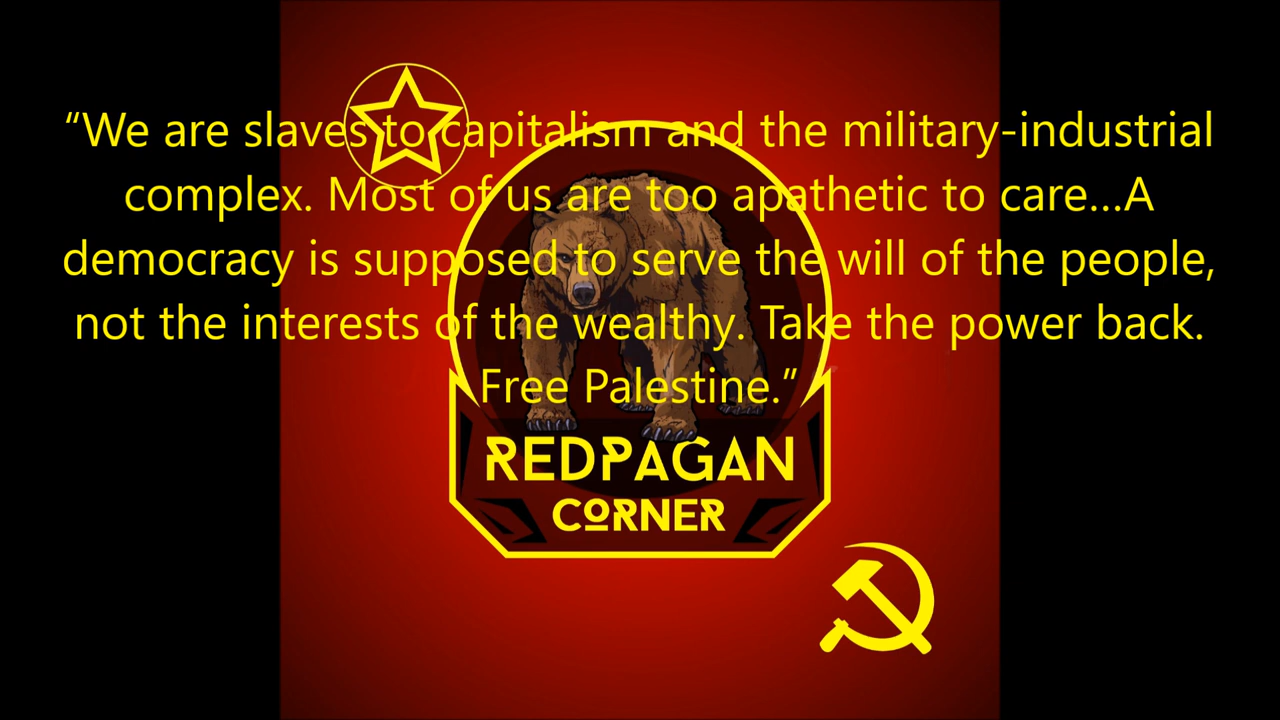 “We are slaves to capitalism and the military-industrial
complex. Most of us are too apathetic to care...A
democracy is supposed to serve the will of the people,
not the interests of the wealthy. Take the power back.
Free Palestine.”
REDPAGAN
CORNER